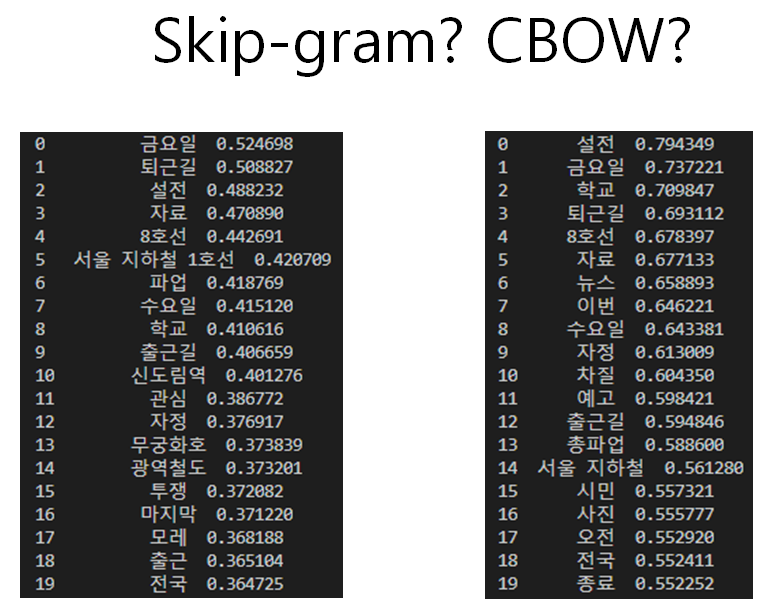 Skip-gram? CBOW?
0 금요일 0.524698
1 퇴근길 0.508827
2 설전 0.488232
3 자료 0.470890
4 8호선 0.442691
5 서울 지하철 1호선 0.420709
6 파업 0.418769
7 수요일 0.415120
8 학교 0.410616
9 출근길 0.406659
10 신도림역 0.401276
11 관심 0.386772
12 자정 0.376917
13 무궁화호 0.373839
14 광역철도 0.373201
15 투쟁 0.372082
16 마지막 0.371220
17 모레 0.368188
18 출근 0.365104
19 전국 0.364725
0 설전 0.794349
1 금요일 0.737221
2 학교 0.709847
3 퇴근길 0.693112
4 8호선 0.678397
5 자료 0.677133
6 뉴스 0.658893
7 이번 0.646221
8 수요일 0.643381
9 자정 0.613009
10 차질 0.604350
11 예고 0.598421
12 출근길 0.594846
13 총파업 0.588600
14 서울 지하철 0.561280
15 시민 0.557321
16 사진 0.555777
17 오전 0.552920
18 전국 0.552411
19 종료 0.552252